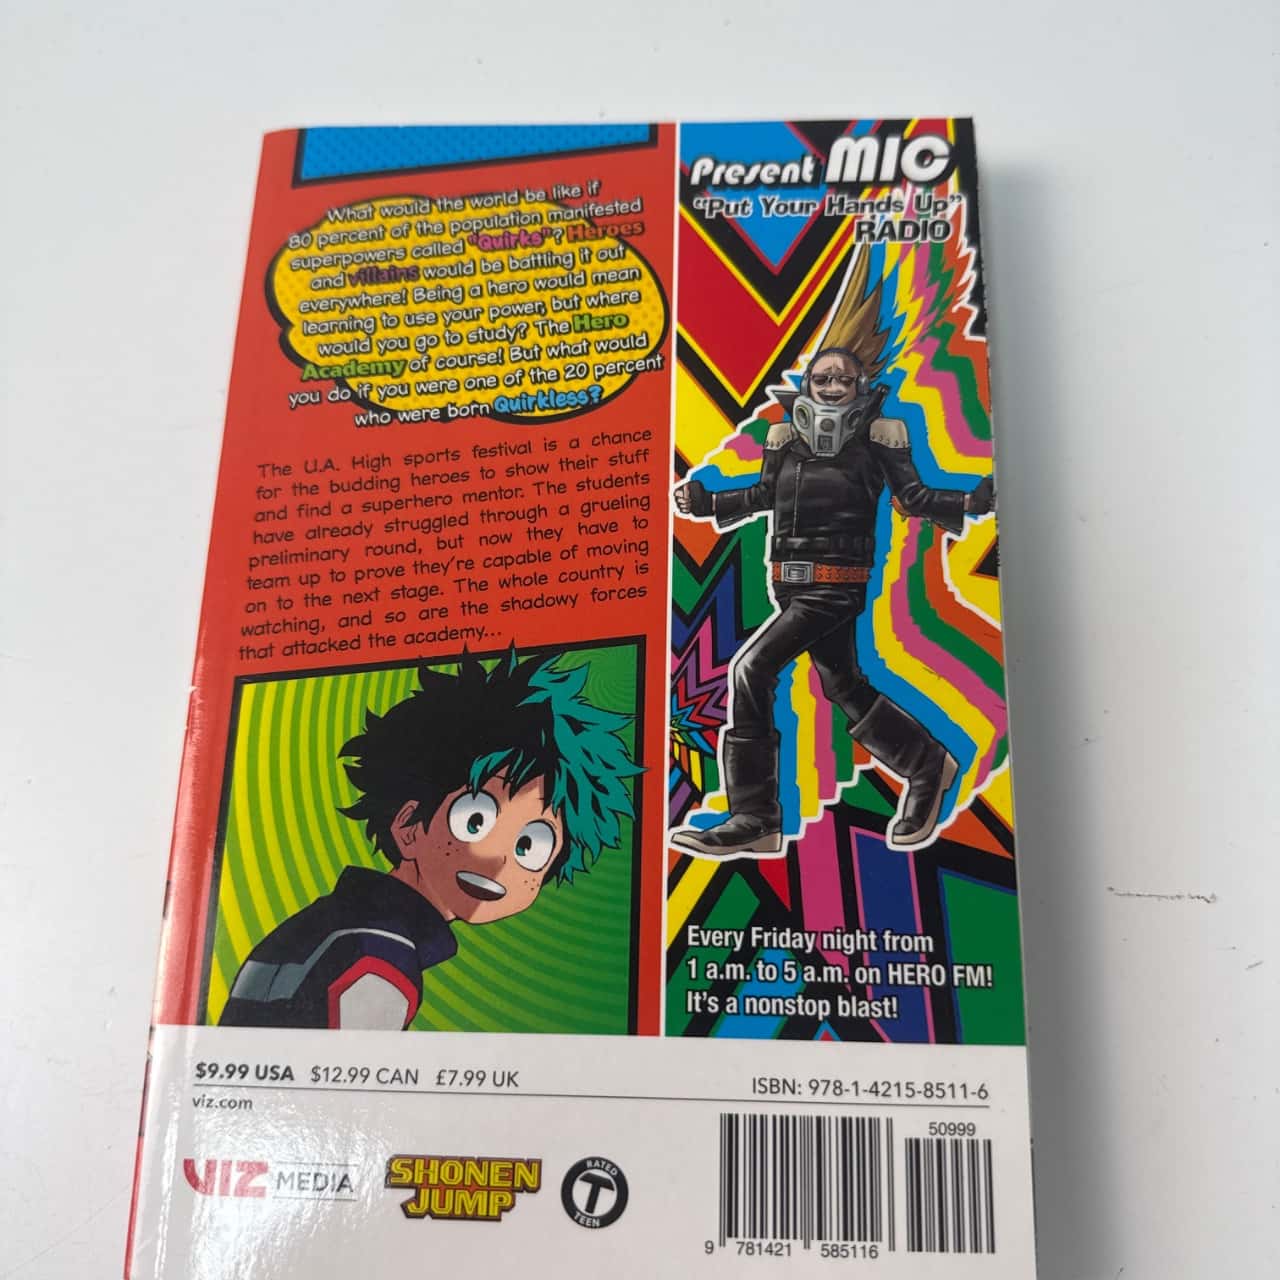 What would the world be like if
80 percent of the population manifested
superpowers called "Quirks"? Heroes
and villains would be battling it out
everywhere! Being a hero would mean
learning to use your power, but where
would you go to study? The Hero
Academy of course! But what would
you do if you were one of the 20 percent
who were born Quirkless?
The U.A. High sports festival is a chance
for the budding heroes to show their stuff
and find a superhero mentor. The students
have already struggled through a grueling
preliminary round, but now they have to
team up to prove they're capable of moving
on to the next stage. The whole country is
watching, and so are the shadowy forces
that attacked the academy...
Present MIC
"Put Your Hands Up"
RADIO
Every Friday night from
1 a.m. to 5 a.m. on HERO FM!
It's a nonstop blast!
$9.99 USA $12.99 CAN £7.99 UK
viz.com
VIZ MEDIA
SHONEN
JUMP
RATED
T
TEEN
ISBN: 978-1-4215-8511-6
50999
9 781421 585116